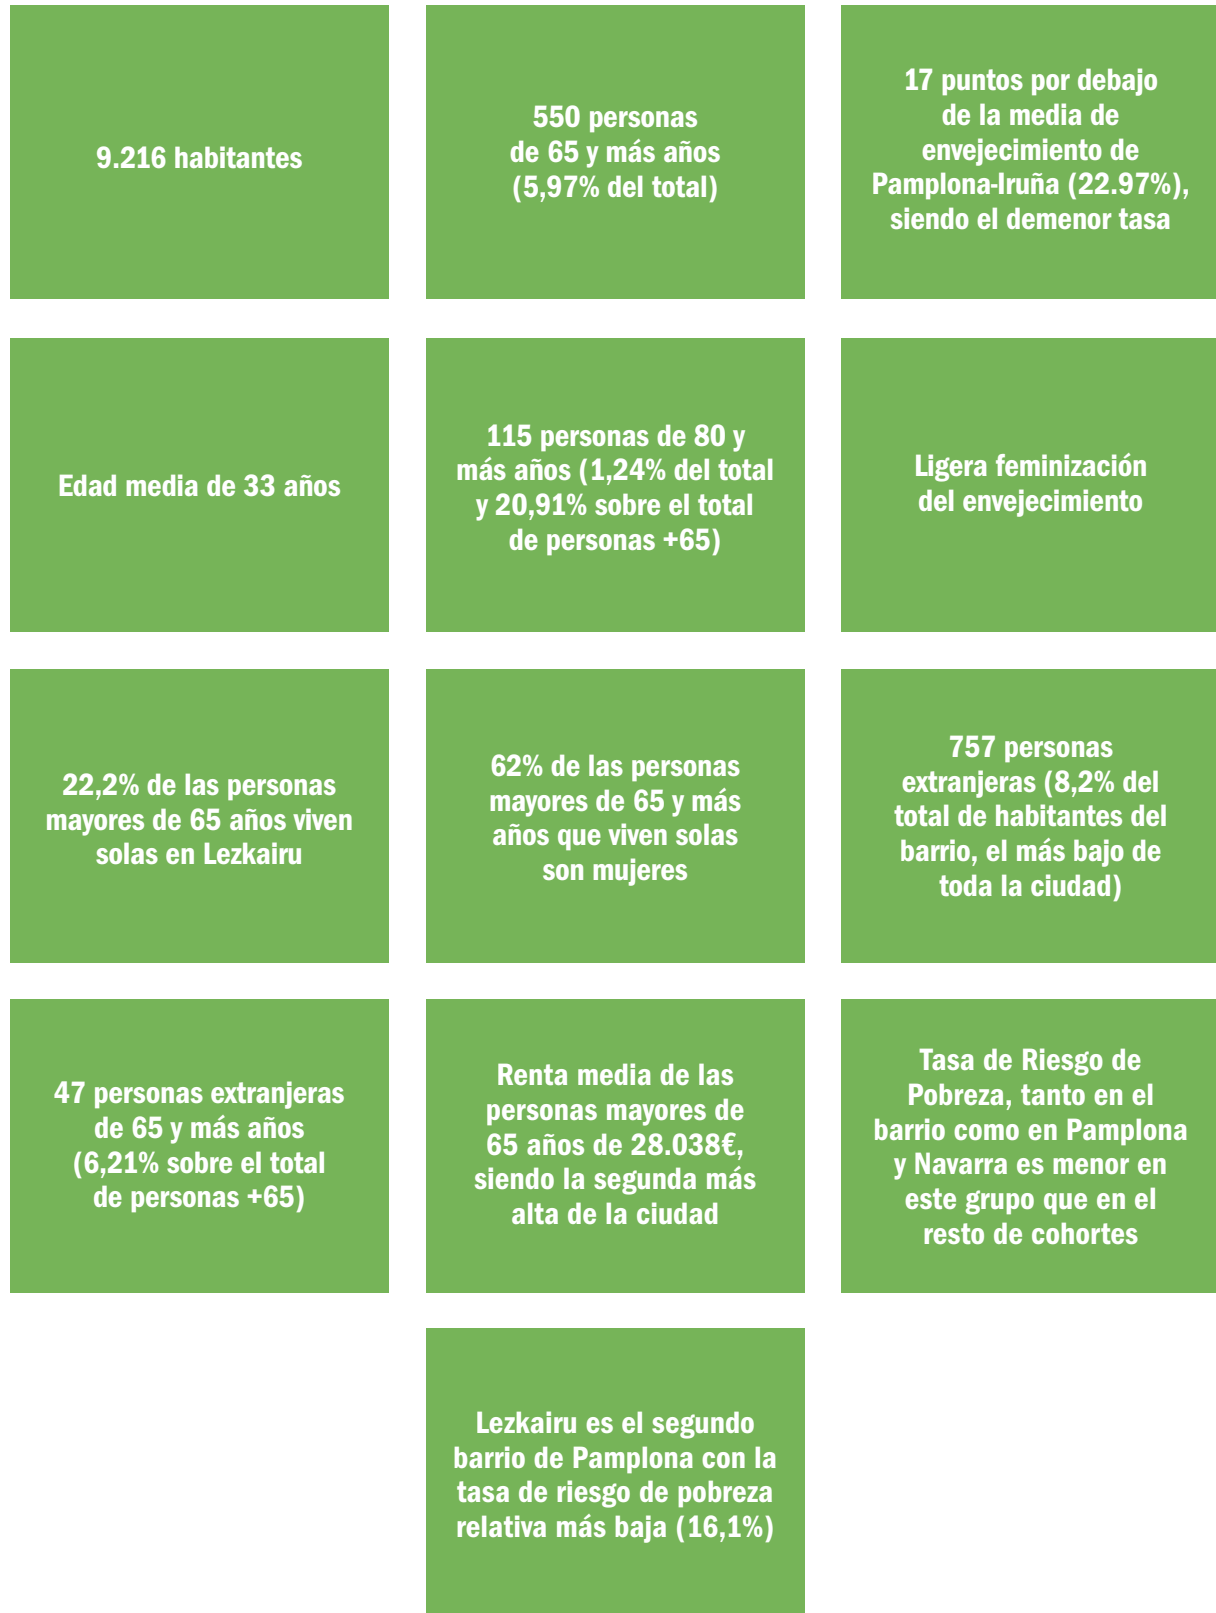 9.216 habitantes
550 personas
de 65 y más años
(5,97% del total)
17 puntos por debajo
de la media de
envejecimiento de
Pamplona-Iruña (22.97%),
siendo el demenor tasa
Edad media de 33 años
115 personas de 80 y
más años (1,24% del total
y 20,91% sobre el total
de personas +65)
Ligera feminización
del envejecimiento
22,2% de las personas
mayores de 65 años viven
solas en Lezkairu
62% de las personas
mayores de 65 y más
años que viven solas
son mujeres
757 personas
extranjeras (8,2% del
total de habitantes del
barrio, el más bajo de
toda la ciudad)
47 personas extranjeras
de 65 y más años
(6,21% sobre el total
de personas +65)
Renta media de las
personas mayores de
65 años de 28.038€,
siendo la segunda más
alta de la ciudad
Tasa de Riesgo de
Pobreza, tanto en el
barrio como en Pamplona
y Navarra es menor en
este grupo que en el
resto de cohortes
Lezkairu es el segundo
barrio de Pamplona con la
tasa de riesgo de pobreza
relativa más baja (16,1%)